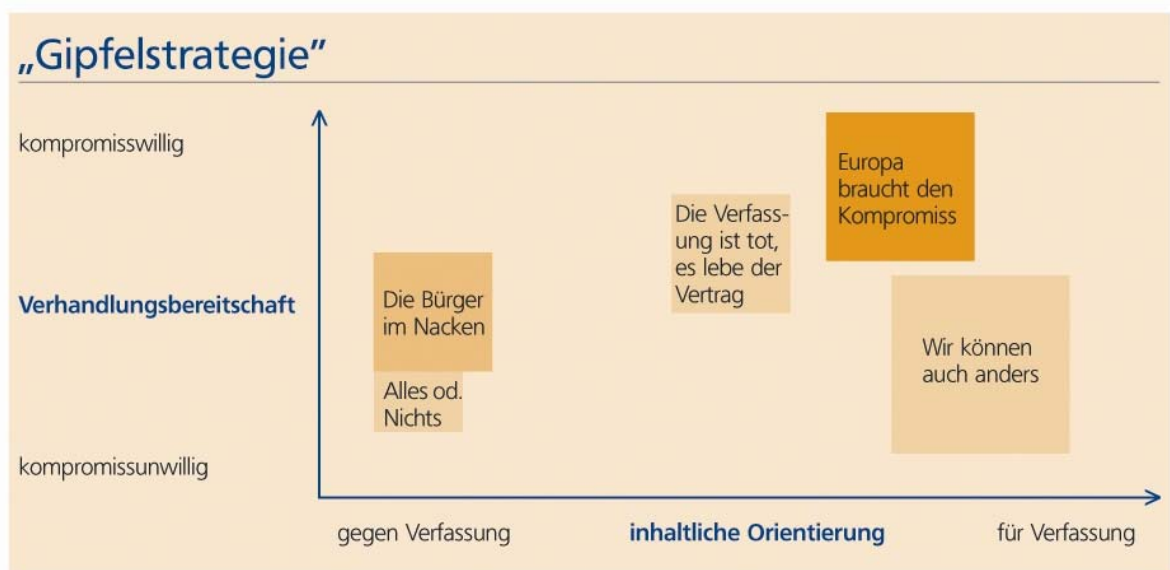 „Gipfelstrategie”
kompromisswillig
Europa
braucht den
Kompromiss
Die Verfass-
ung ist tot,
es lebe der
Vertrag
Verhandlungsbereitschaft
Die Bürger
im Nacken
Wir können
auch anders
Alles od.
Nichts
kompromissunwillig
gegen Verfassung
inhaltliche Orientierung
für Verfassung